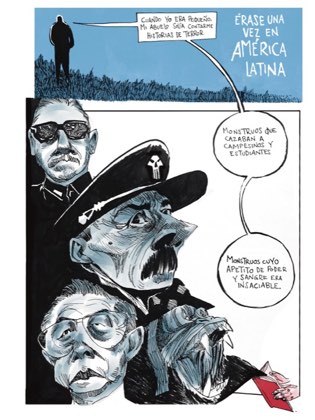 CUANDO YO ERA PEQUEÑO,
MI ABUELO SOLÍA CONTARME
HISTORIAS DE TERROR
ÉRASE UNA
VEZ EN
AMÉRICA
LATINA
MONSTRUOS QUE
CAZABAN A
CAMPESINOS Y
ESTUDIANTES
MONSTRUOS CUYO
APETITO DE PODER
Y SANGRE ERA
INSACIABLE.